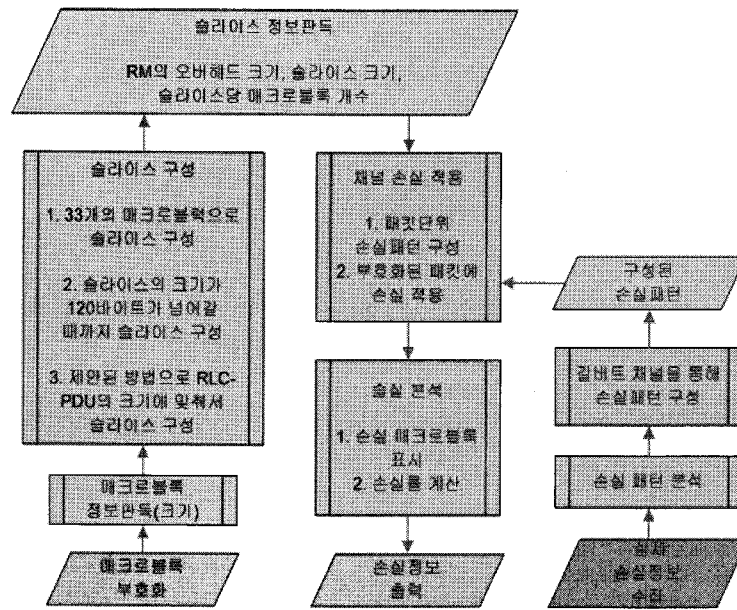 슬라이스 정보판독
RM의 오버헤드 크기, 슬라이스 크기,
슬라이스당 매크로블록 개수
슬라이스 구성
1. 33개의 매크로블럭으로
슬라이스 구성
2. 슬라이스의 크기가
120바이트가 넘어갈
때까지 슬라이스 구성
3. 제안된 방법으로 RLC-
PDU의 크기에 맞춰서
슬라이스 구성
매크로블록
정보판독(크기)
매크로블록
부호화
채널 손실 적용
1. 패킷단위
손실패턴 구성
2. 부호화된 패킷에
손실 적용
손실 분석
1. 손실 매크로블록
표시
2. 손실률 계산
손실정보
출력
구성된
손실패턴
길버트 채널을 통해
손실패턴 구성
손실 패턴 분석
실제
손실정보
수집